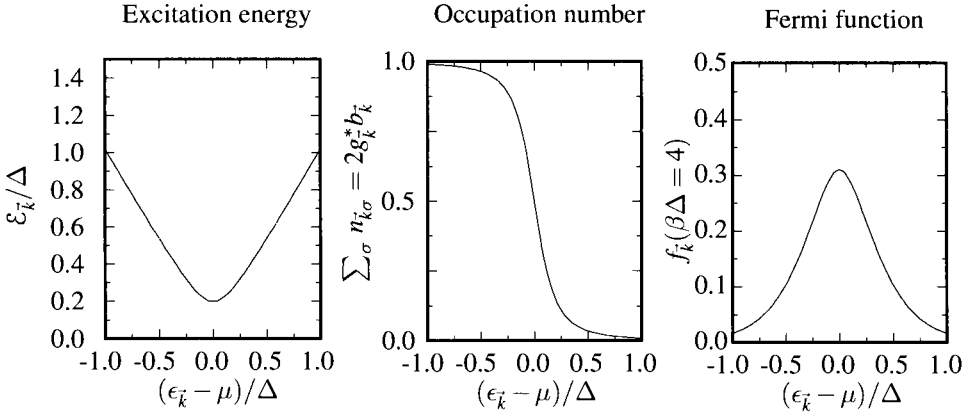 Excitation energy
Occupation number
Fermi function
ℰ_k⃗/Δ
1.4
1.2
1.0
0.8
0.6
0.4
0.2
0.0
-1.0 -0.5 0.0 0.5 1.0
(ϵ_k⃗ − μ)/Δ
∑_σ n_k⃗σ = 2g*_k⃗ b_k⃗
1.0
0.5
0.0
-1.0 -0.5 0.0 0.5 1.0
(ϵ_k⃗ − μ)/Δ
f_k⃗(βΔ = 4)
0.5
0.4
0.3
0.2
0.1
0.0
-1.0 -0.5 0.0 0.5 1.0
(ϵ_k⃗ − μ)/Δ